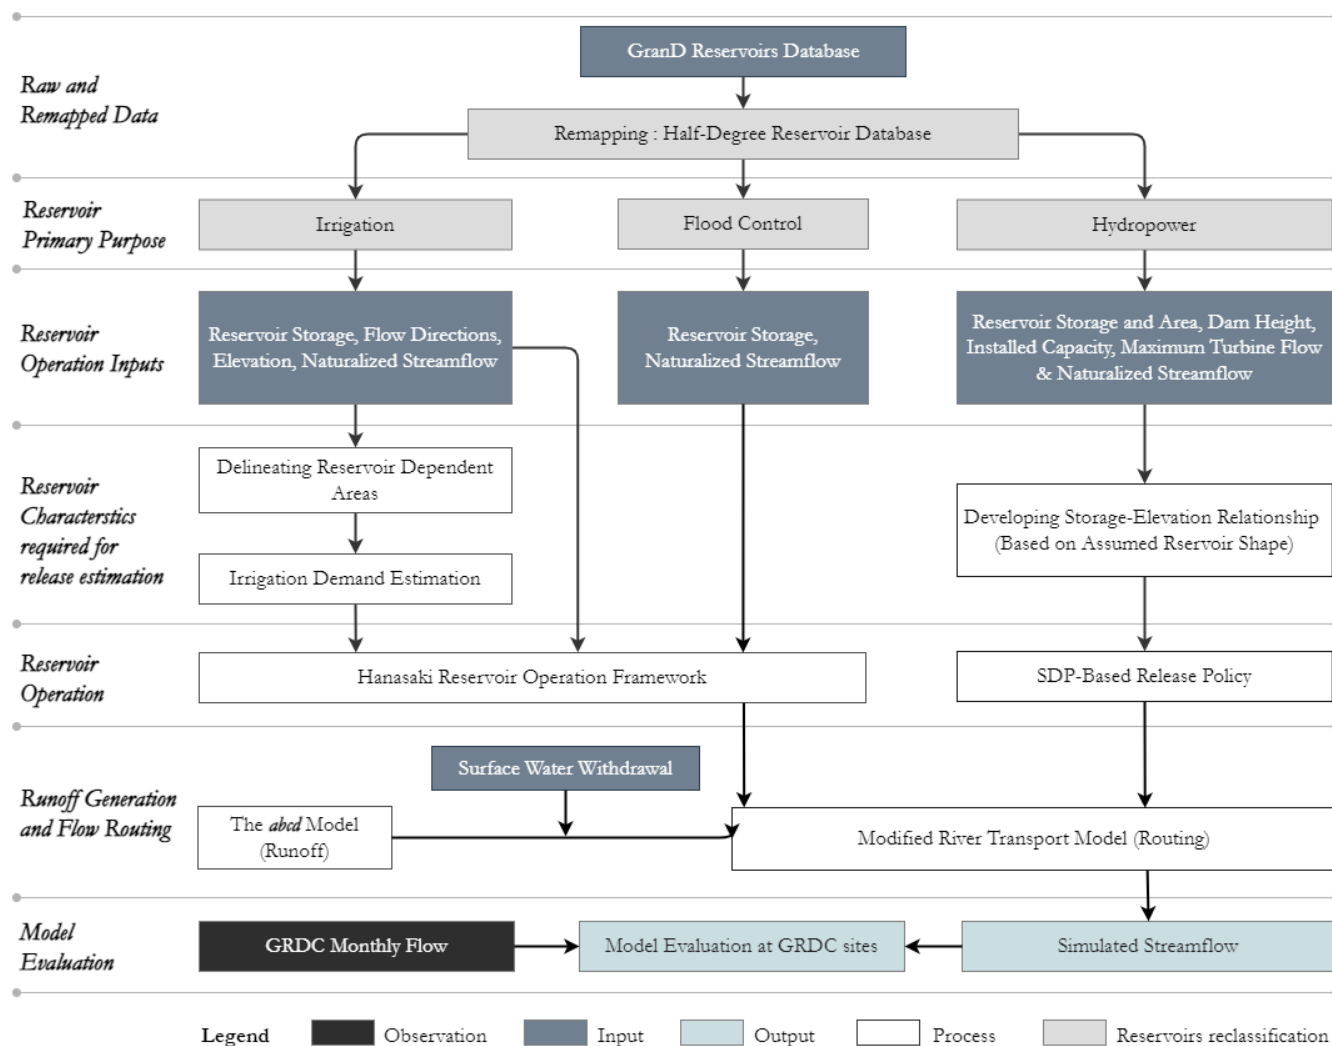 GranD Reservoirs Database
Raw and
Remapped Data
Remapping : Half-Degree Reservoir Database
Reservoir
Primary Purpose
Irrigation
Flood Control
Hydropower
Reservoir
Operation Inputs
Reservoir Storage, Flow Directions,
Elevation, Naturalized Streamflow
Reservoir Storage,
Naturalized Streamflow
Reservoir Storage and Area, Dam Height,
Installed Capacity, Maximum Turbine Flow
& Naturalized Streamflow
Reservoir
Characterstics
required for
release estimation
Delineating Reservoir Dependent
Areas
Irrigation Demand Estimation
Developing Storage-Elevation Relationship
(Based on Assumed Rservoir Shape)
Reservoir
Operation
Hanasaki Reservoir Operation Framework
SDP-Based Release Policy
Runoff Generation
and Flow Routing
Surface Water Withdrawal
The abcd Model
(Runoff)
Modified River Transport Model (Routing)
Model
Evaluation
GRDC Monthly Flow
Model Evaluation at GRDC sites
Simulated Streamflow
Legend
Observation
Input
Output
Process
Reservoirs reclassification